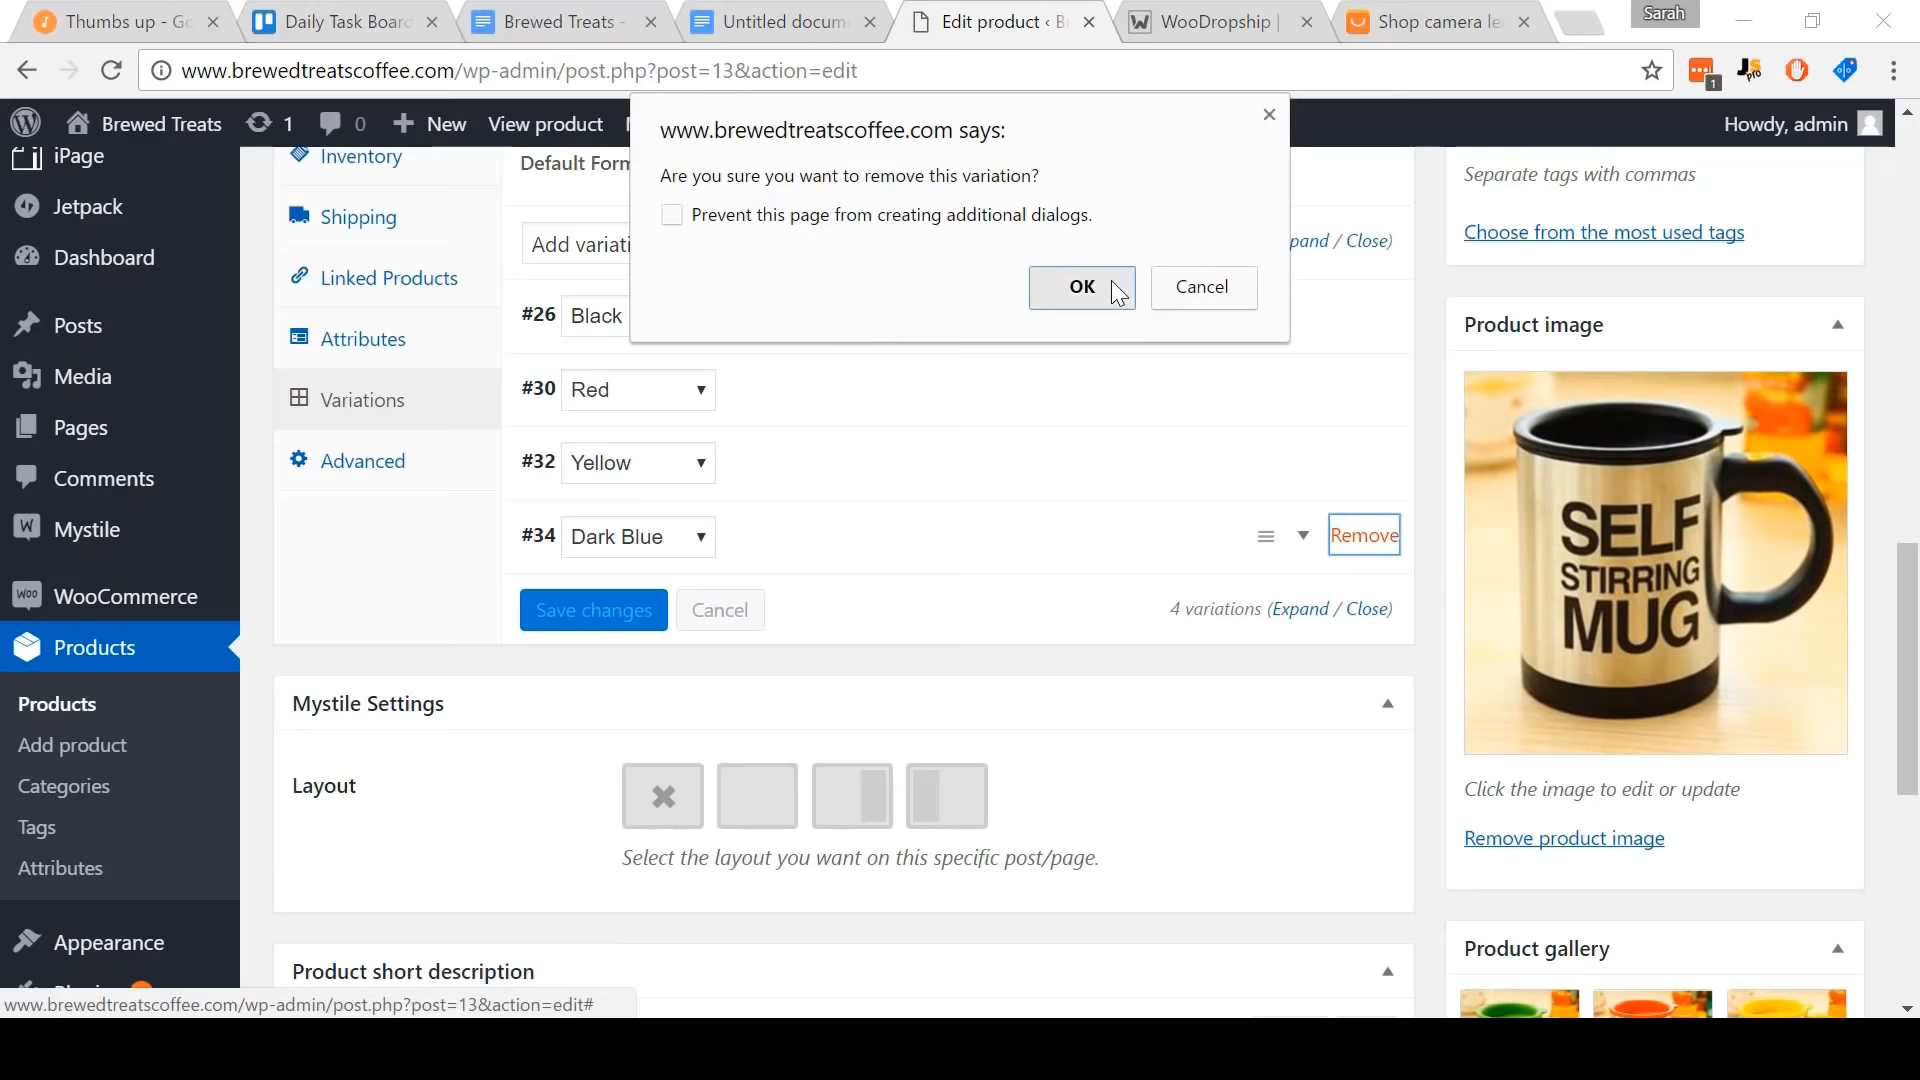 Thumbs up - Go
Daily Task Board
Brewed Treats -
Untitled docum
Edit product ‹ B
WooDropship |
Shop camera le
Sarah
www.brewedtreatscoffee.com/wp-admin/post.php?post=13&action=edit
1
Brewed Treats
1
0
New
View product
Howdy, admin
www.brewedtreatscoffee.com says:
Are you sure you want to remove this variation?
Prevent this page from creating additional dialogs.
OK
Cancel
iPage
Jetpack
Dashboard
Posts
Media
Pages
Comments
Mystile
WooCommerce
Products
Products
Add product
Categories
Tags
Attributes
Appearance
Inventory
Shipping
Linked Products
Attributes
Variations
Advanced
Default Form
Add variati
pand / Close)
#26 Black
#30 Red
#32 Yellow
#34 Dark Blue
Remove
Save changes
Cancel
4 variations (Expand / Close)
Mystile Settings
Layout
Select the layout you want on this specific post/page.
Product short description
Separate tags with commas
Choose from the most used tags
Product image
SELF
STIRRING
MUG
Click the image to edit or update
Remove product image
Product gallery
www.brewedtreatscoffee.com/wp-admin/post.php?post=13&action=edit#